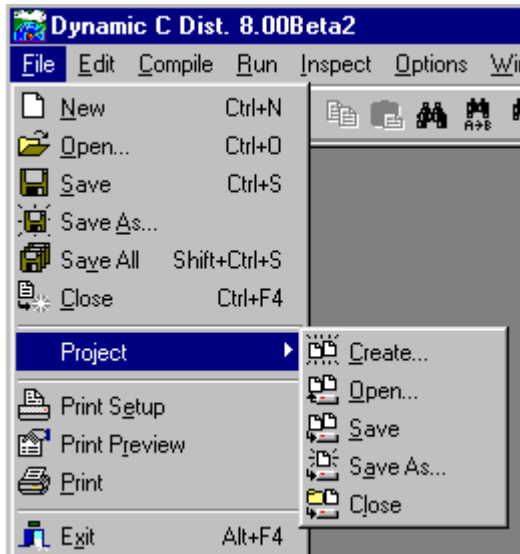 Dynamic C Dist. 8.00Beta2
File Edit Compile Run Inspect Options
New Ctrl+N
A→B
Open... Ctrl+O
Save Ctrl+S
Save As...
Save All Shift+Ctrl+S
Close Ctrl+F4
Project
Create...
Open...
Save
Save As...
Close
Print Setup
Print Preview
Print
Exit Alt+F4